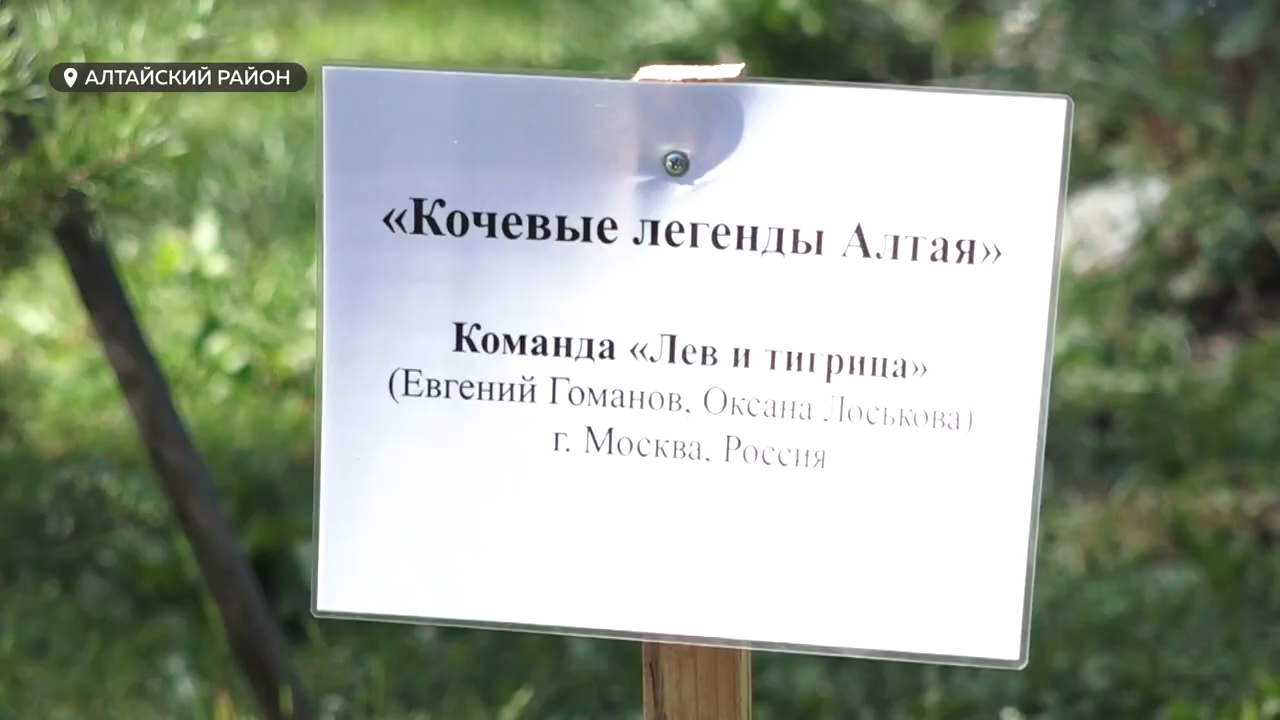 АЛТАЙСКИЙ РАЙОН
«Кочевые легенды Алтая»
Команда «Лев и тигрица»
(Евгений Гоманов, Оксана Лоськова)
г. Москва, Россия